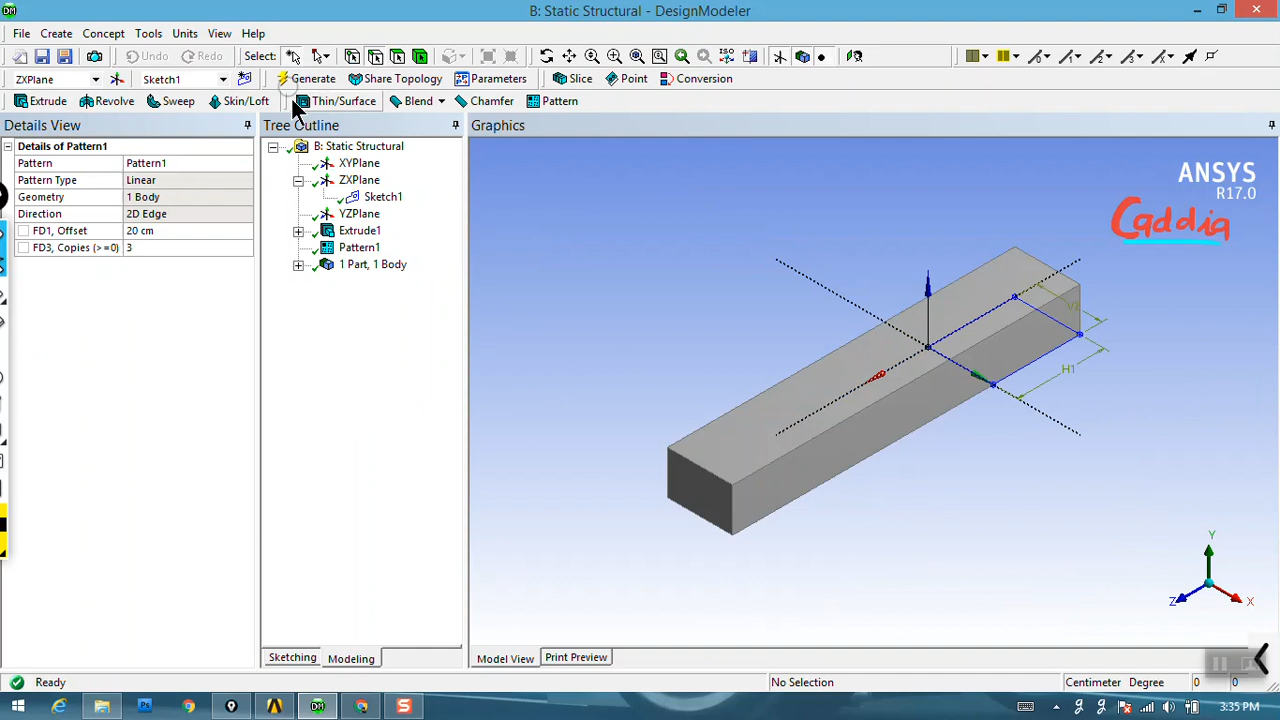 B: Static Structural - DesignModeler
File Create Concept Tools Units View Help
Undo Redo Select:
ZXPlane Sketch1 Generate Share Topology Parameters Slice Point Conversion
Extrude Revolve Sweep Skin/Loft Thin/Surface Blend Chamfer Pattern
Details View
Details of Pattern1
Pattern Pattern1
Pattern Type Linear
Geometry 1 Body
Direction 2D Edge
FD1, Offset 20 cm
FD3, Copies (>=0) 3
Tree Outline
B: Static Structural
XYPlane
ZXPlane
Sketch1
YZPlane
Extrude1
Pattern1
1 Part, 1 Body
Sketching Modeling
Graphics
ANSYS
R17.0
Caddia
H1
Y
Z
X
Model View Print Preview
Ready No Selection Centimeter Degree 0 0
3:35 PM